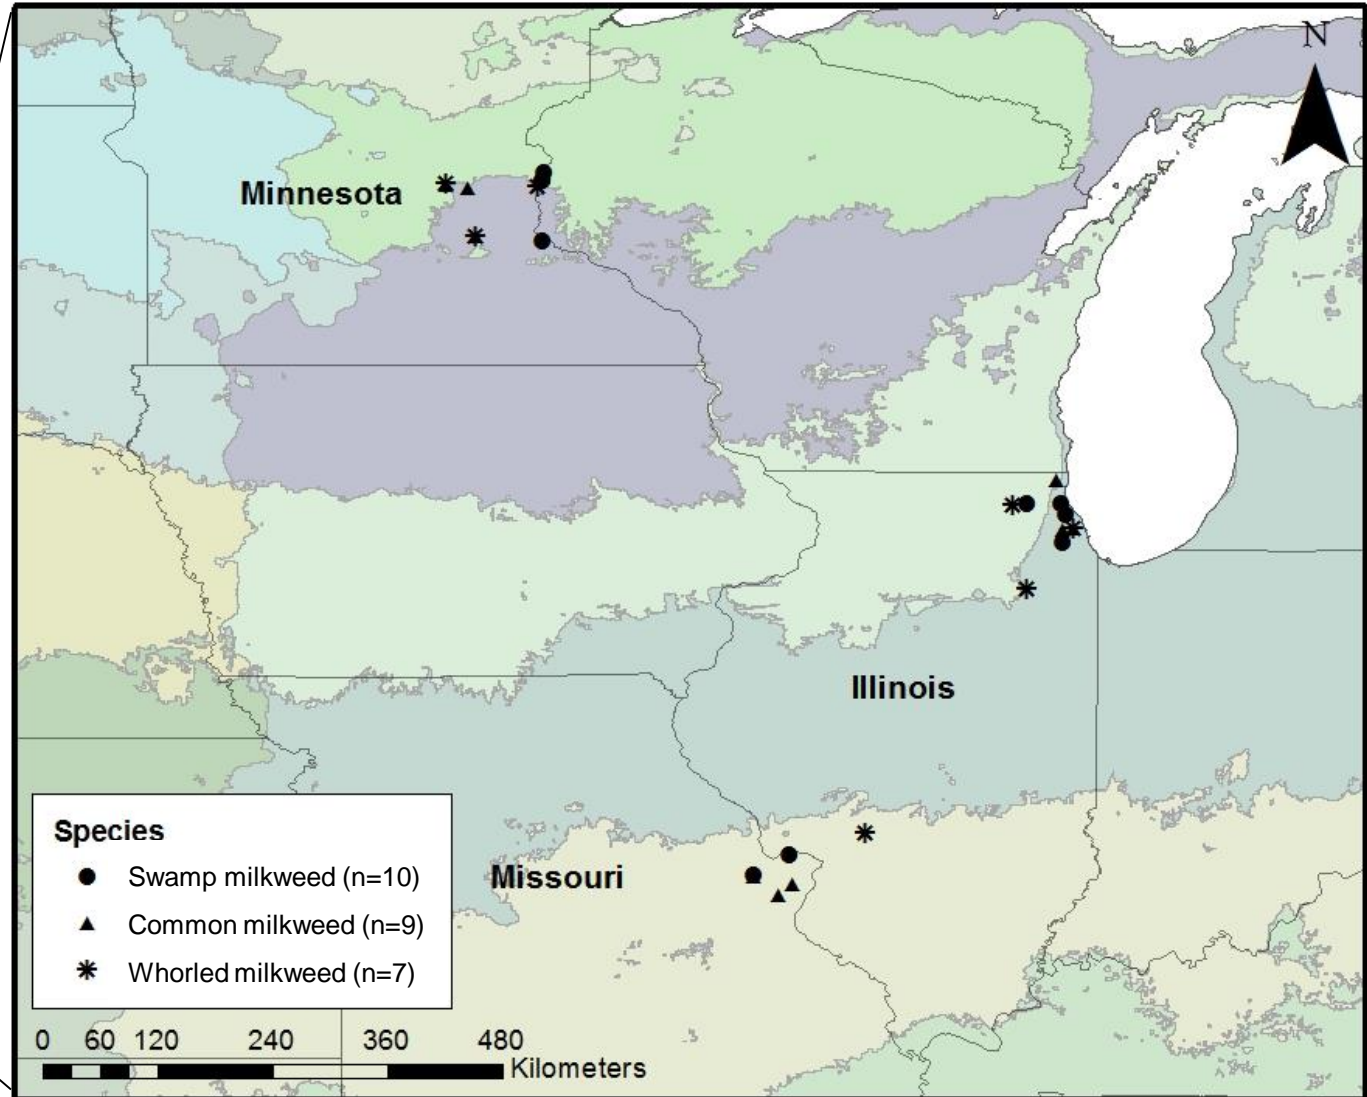 N
Minnesota
Illinois
Missouri
Species
Swamp milkweed (n=10)
Common milkweed (n=9)
Whorled milkweed (n=7)
0 60 120 240 360 480
Kilometers